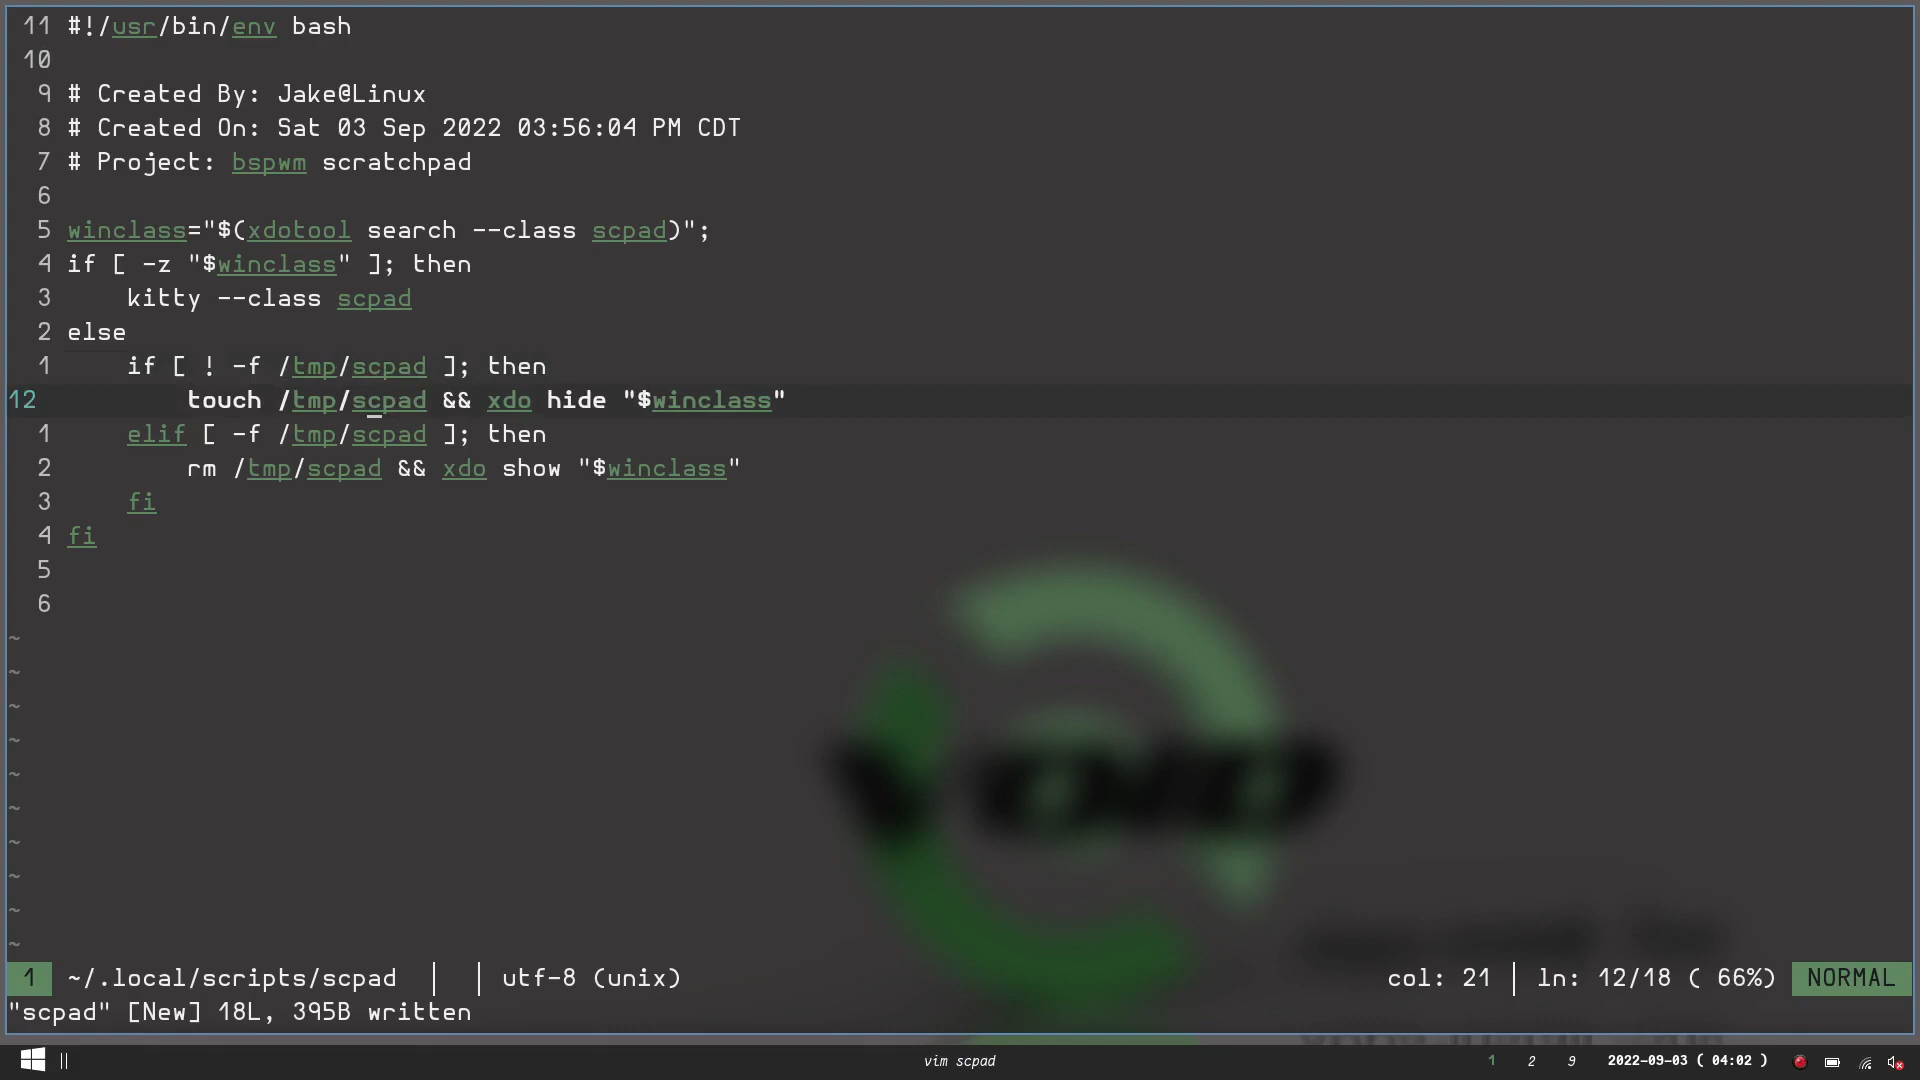 11 #!/usr/bin/env bash
10
9 # Created By: Jake@Linux
8 # Created On: Sat 03 Sep 2022 03:56:04 PM CDT
7 # Project: bspwm scratchpad
6
5 winclass="$(xdotool search --class scpad)";
4 if [ -z "$winclass" ]; then
3     kitty --class scpad
2 else
1     if [ ! -f /tmp/scpad ]; then
12         touch /tmp/scpad && xdo hide "$winclass"
1     elif [ -f /tmp/scpad ]; then
2         rm /tmp/scpad && xdo show "$winclass"
3     fi
4 fi
5
6
~
~
~
~
~
~
~
~
~
~
1 ~/.local/scripts/scpad │ │ utf-8 (unix) col: 21 │ ln: 12/18 ( 66%) NORMAL
"scpad" [New] 18L, 395B written
|| vim scpad 1 2 9 2022-09-03 ( 04:02 )